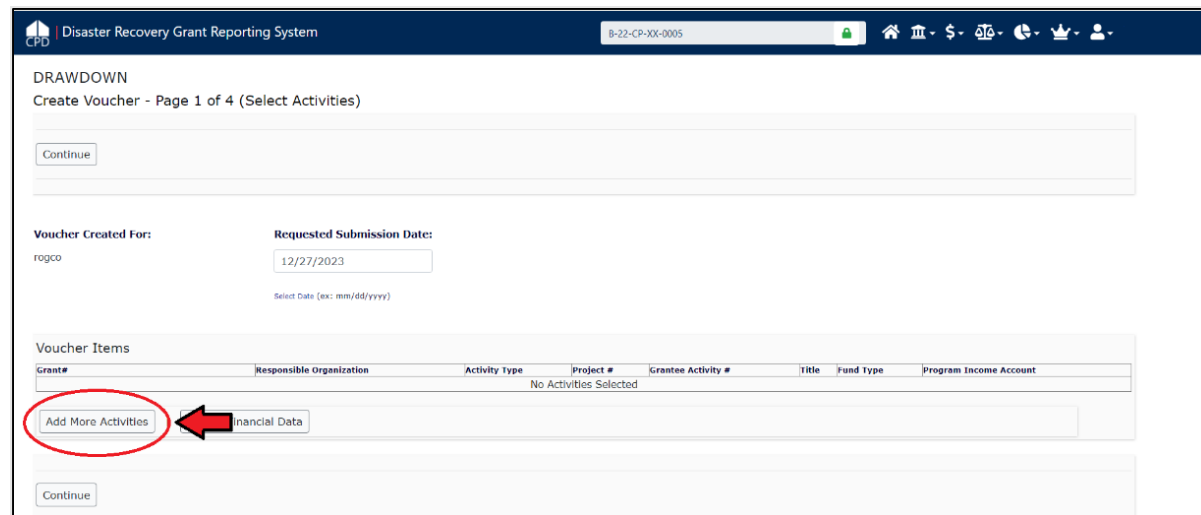 CPD Disaster Recovery Grant Reporting System B-22-CP-XX-0005
DRAWDOWN
Create Voucher - Page 1 of 4 (Select Activities)
Continue
Voucher Created For: Requested Submission Date:
rogco 12/27/2023
Select Date (ex: mm/dd/yyyy)
Voucher Items
Grant# Responsible Organization Activity Type Project # Grantee Activity # Title Fund Type Program Income Account
No Activities Selected
Add More Activities inancial Data
Continue